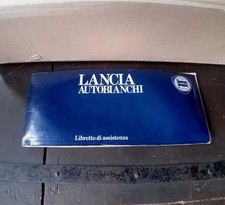 LANCIA
AUTOBIANCHI
Libretto di assistenza